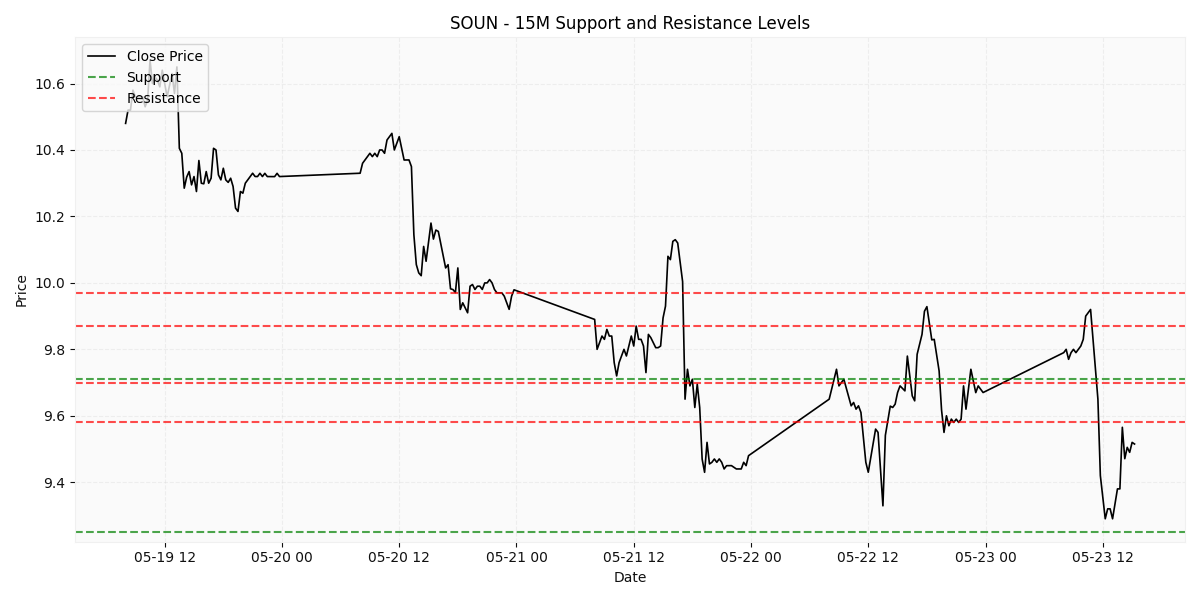 SOUN - 15M Support and Resistance Levels
Close Price
Support
Resistance
10.6
10.4
10.2
10.0
9.8
9.6
9.4
Price
05-19 12
05-20 00
05-20 12
05-21 00
05-21 12
05-22 00
05-22 12
05-23 00
05-23 12
Date